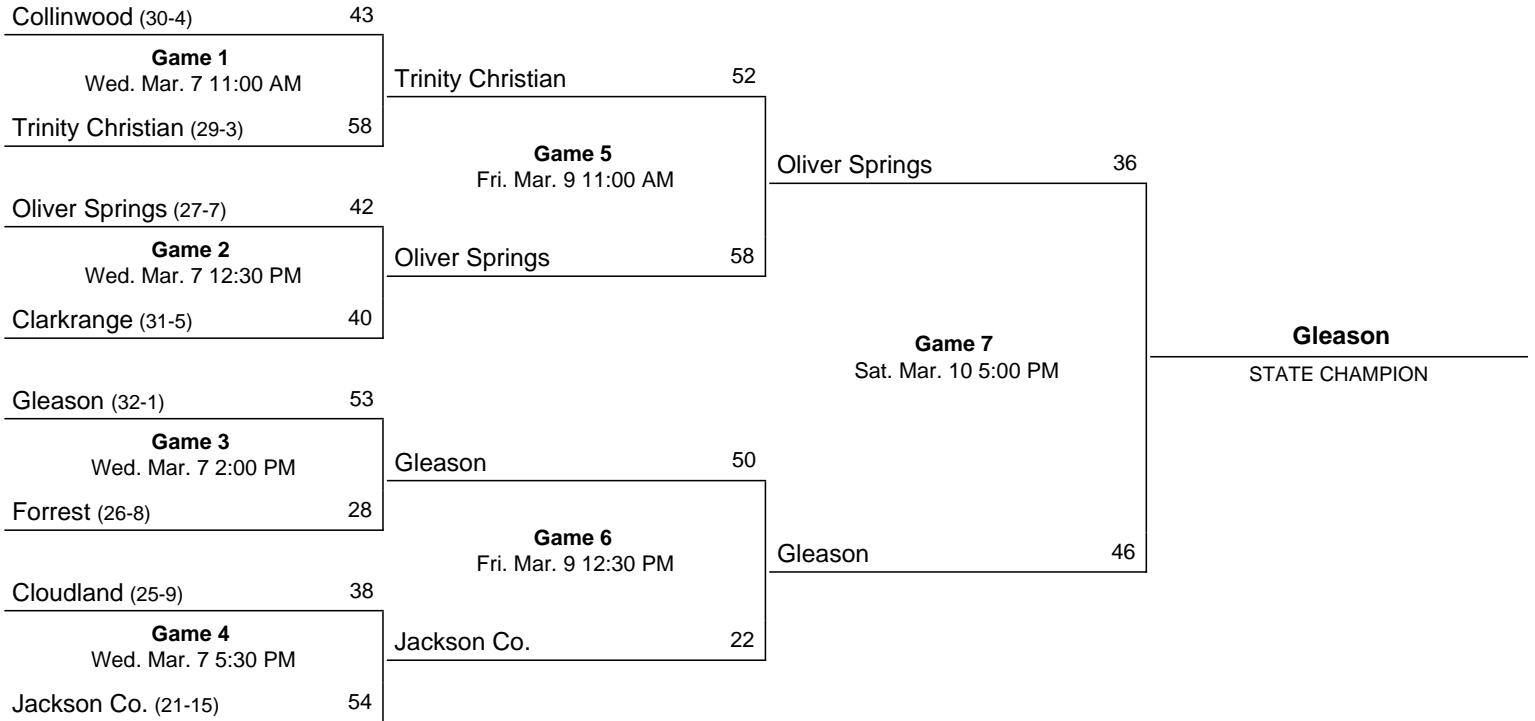 Collinwood (30-4) 43
Game 1
Wed. Mar. 7 11:00 AM
Trinity Christian (29-3) 58
Oliver Springs (27-7) 42
Game 2
Wed. Mar. 7 12:30 PM
Clarkrange (31-5) 40
Gleason (32-1) 53
Game 3
Wed. Mar. 7 2:00 PM
Forrest (26-8) 28
Cloudland (25-9) 38
Game 4
Wed. Mar. 7 5:30 PM
Jackson Co. (21-15) 54
Trinity Christian 52
Game 5
Fri. Mar. 9 11:00 AM
Oliver Springs 58
Gleason 50
Game 6
Fri. Mar. 9 12:30 PM
Jackson Co. 22
Oliver Springs 36
Game 7
Sat. Mar. 10 5:00 PM
Gleason 46
Gleason
STATE CHAMPION